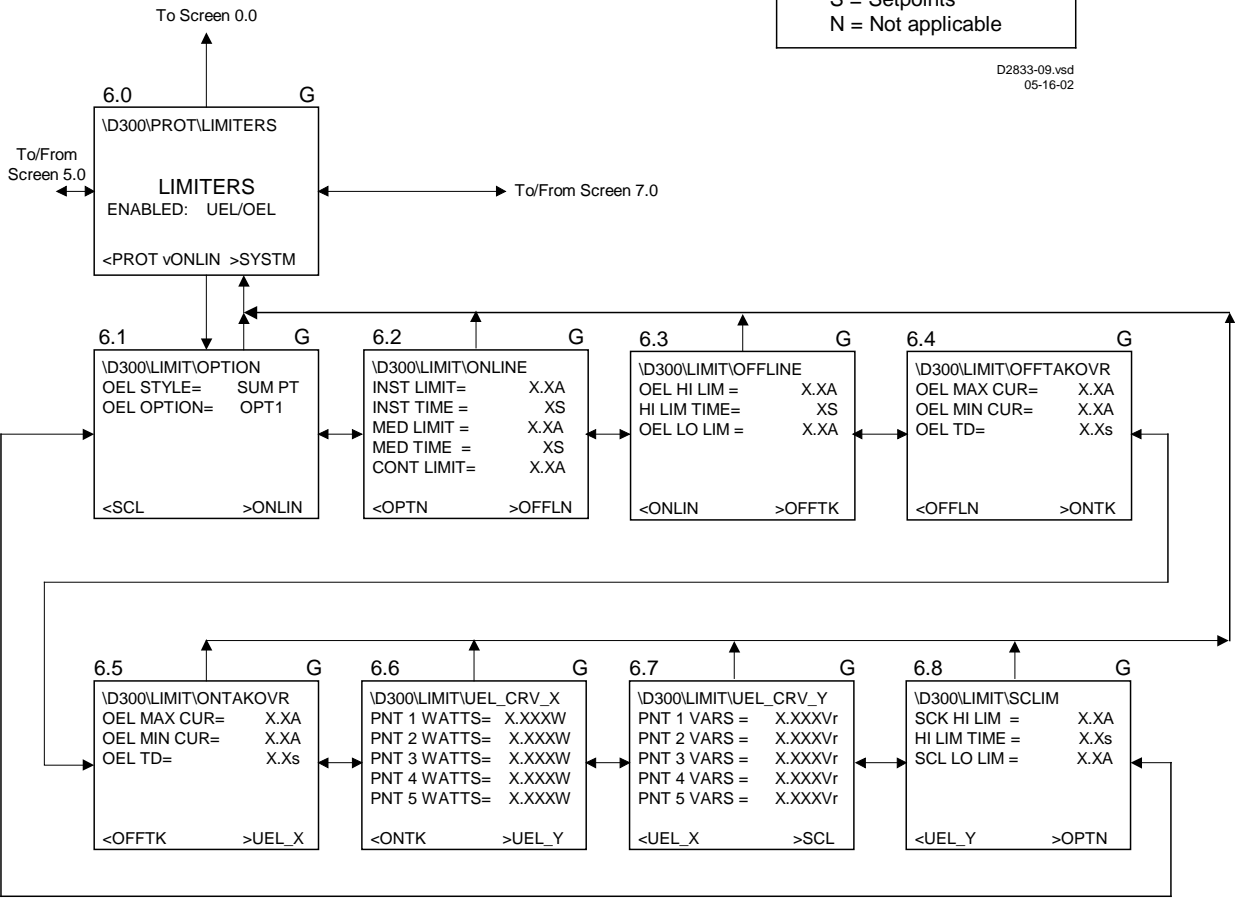 S = Setpoints
N = Not applicable
D2833-09.vsd
05-16-02
To Screen 0.0
6.0 G
\D300\PROT\LIMITERS
LIMITERS
ENABLED: UEL/OEL
<PROT vONLIN >SYSTM
To/From
Screen 5.0
To/From Screen 7.0
6.1 G
\D300\LIMIT\OPTION
OEL STYLE= SUM PT
OEL OPTION= OPT1
<SCL >ONLIN
6.2 G
\D300\LIMIT\ONLINE
INST LIMIT= X.XA
INST TIME = XS
MED LIMIT = X.XA
MED TIME = XS
CONT LIMIT= X.XA
<OPTN >OFFLN
6.3 G
\D300\LIMIT\OFFLINE
OEL HI LIM = X.XA
HI LIM TIME= XS
OEL LO LIM = X.XA
<ONLIN >OFFTK
6.4 G
\D300\LIMIT\OFFTAKOVR
OEL MAX CUR= X.XA
OEL MIN CUR= X.XA
OEL TD= X.Xs
<OFFLN >ONTK
6.5 G
\D300\LIMIT\ONTAKOVR
OEL MAX CUR= X.XA
OEL MIN CUR= X.XA
OEL TD= X.Xs
<OFFTK >UEL_X
6.6 G
\D300\LIMIT\UEL_CRV_X
PNT 1 WATTS= X.XXXW
PNT 2 WATTS= X.XXXW
PNT 3 WATTS= X.XXXW
PNT 4 WATTS= X.XXXW
PNT 5 WATTS= X.XXXW
<ONTK >UEL_Y
6.7 G
\D300\LIMIT\UEL_CRV_Y
PNT 1 VARS = X.XXXVr
PNT 2 VARS = X.XXXVr
PNT 3 VARS = X.XXXVr
PNT 4 VARS = X.XXXVr
PNT 5 VARS = X.XXXVr
<UEL_X >SCL
6.8 G
\D300\LIMIT\SCLIM
SCK HI LIM = X.XA
HI LIM TIME = X.Xs
SCL LO LIM = X.XA
<UEL_Y >OPTN